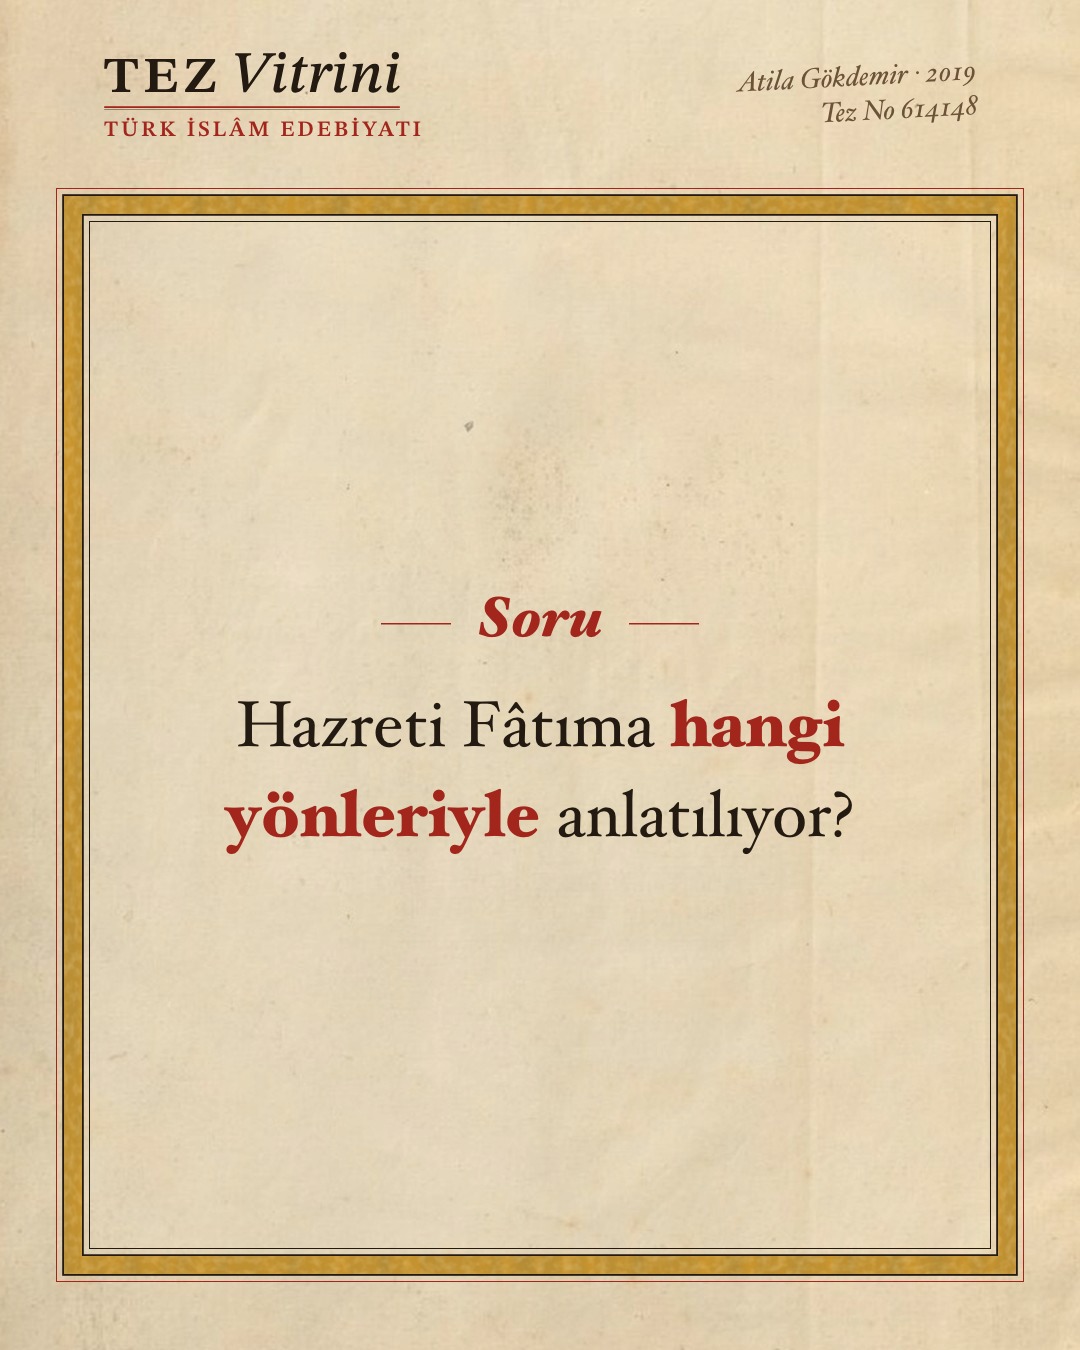 TEZ Vitrini
TÜRK İSLÂM EDEBİYATI
Atila Gökdemir · 2019
Tez No 614148
Soru
Hazreti Fâtıma hangi
yönleriyle anlatılıyor?